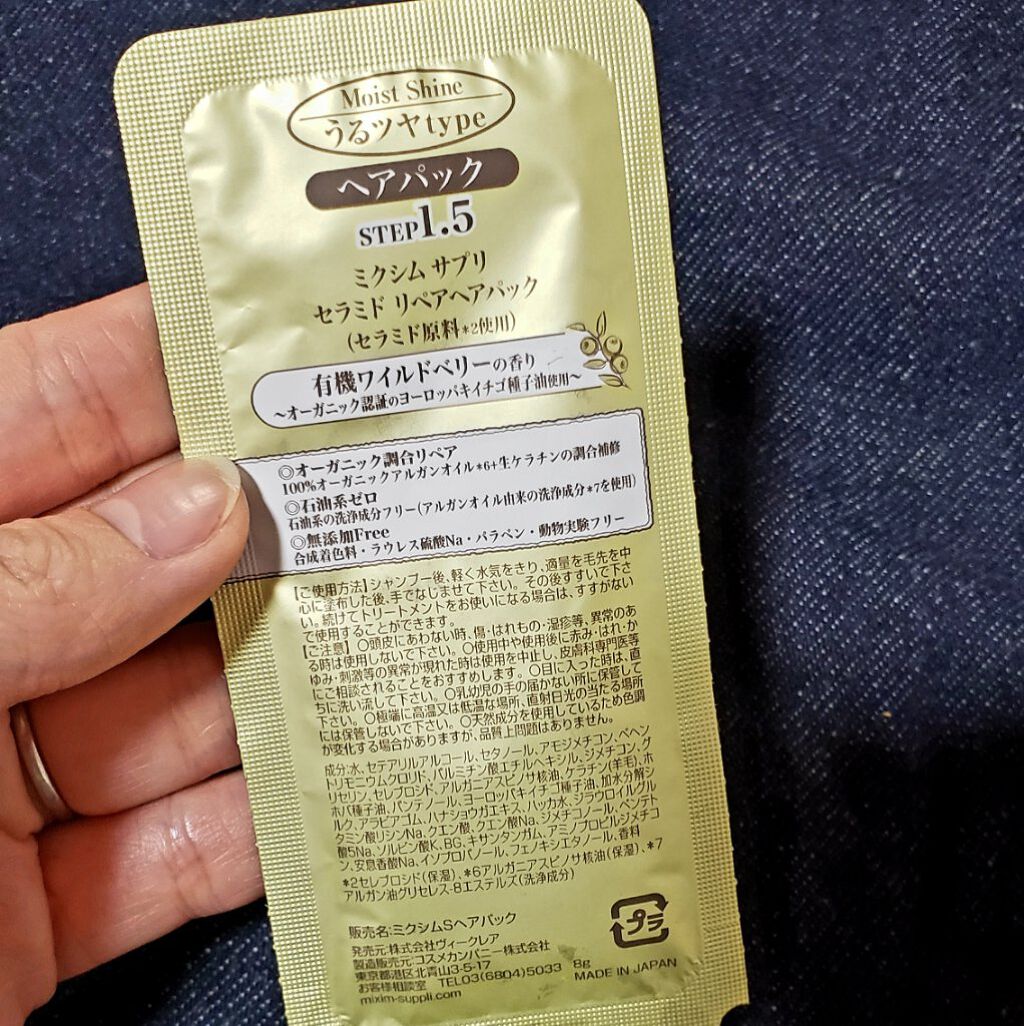 Moist Shine
うるツヤtype
ヘアパック
STEP1.5
ミクシム サプリ
セラミド リペアヘアパック
(セラミド原料*2使用)
有機ワイルドベリーの香り
~オーガニック認証のヨーロッパキイチゴ種子油使用~
◎オーガニック調合リペア
100%オーガニックアルガンオイル*6+生ケラチンの調合補修
◎石油系ゼロ
石油系の洗浄成分フリー(アルガンオイル由来の洗浄成分*7を使用)
◎無添加Free
合成着色料・ラウレス硫酸Na・パラベン・動物実験フリー
【ご使用方法】シャンプー後、軽く水気をきり、適量を毛先を中
心に塗布した後、手でなじませて下さい。その後すすいで下さ
い。続けてトリートメントをお使いになる場合は、すすがない
で使用することができます。
【ご注意】〇頭皮にあわない時、傷・はれもの・湿疹等、異常のあ
る時は使用しないで下さい。〇使用中や使用後に赤み・はれ・か
ゆみ・刺激等の異常が現れた時は使用を中止し、皮膚科専門医等
にご相談されることをおすすめします。〇目に入った時は、直
ちに洗い流して下さい。〇乳幼児の手の届かない所に保管して
下さい。〇極端に高温又は低温な場所、直射日光の当たる場所
には保管しないで下さい。〇天然成分を使用しているため色調
が変化する場合がありますが、品質上問題はありません。
成分:水、セテアリルアルコール、セタノール、アモジメチコン、ベヘン
トリモニウムクロリド、パルミチン酸エチルヘキシル、ジメチコン、グ
リセリン、セレブロシド、アルガニアスピノサ核油、ケラチン(羊毛)、ホ
ホバ種子油、パンテノール、ヨーロッパキイチゴ種子油、加水分解シ
ルク、アラビアゴム、ハナショウガエキス、ハッカ水、ジラウロイルグル
タミン酸リシンNa、クエン酸、クエン酸Na、ジメチコノール、ペンテト
酸5Na、ソルビン酸K、BG、キサンタンガム、アミノプロピルジメチコ
ン、安息香酸Na、イソプロパノール、フェノキシエタノール、香料
*2セレブロシド(保湿)、*6アルガニアスピノサ核油(保湿)、*7
アルガン油グリセレス-8エステルズ(洗浄成分)
販売名:ミクシムSヘアパック
発売元:株式会社ヴィークレア
製造販売元:コスメカンパニー株式会社
東京都港区北青山3-5-17
お客様相談室 TEL03(6804)5033 8g
mixim-suppli.com MADE IN JAPAN
プラ